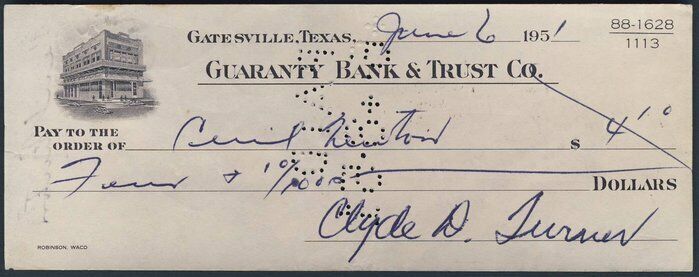 GATESVILLE, TEXAS, June 6 1951 88-1628
1113
GUARANTY BANK & TRUST CO.
PAY TO THE
ORDER OF Cecil $ 4 10
Four & 10/100 DOLLARS
Clyde D. Turner
ROBINSON, WACO